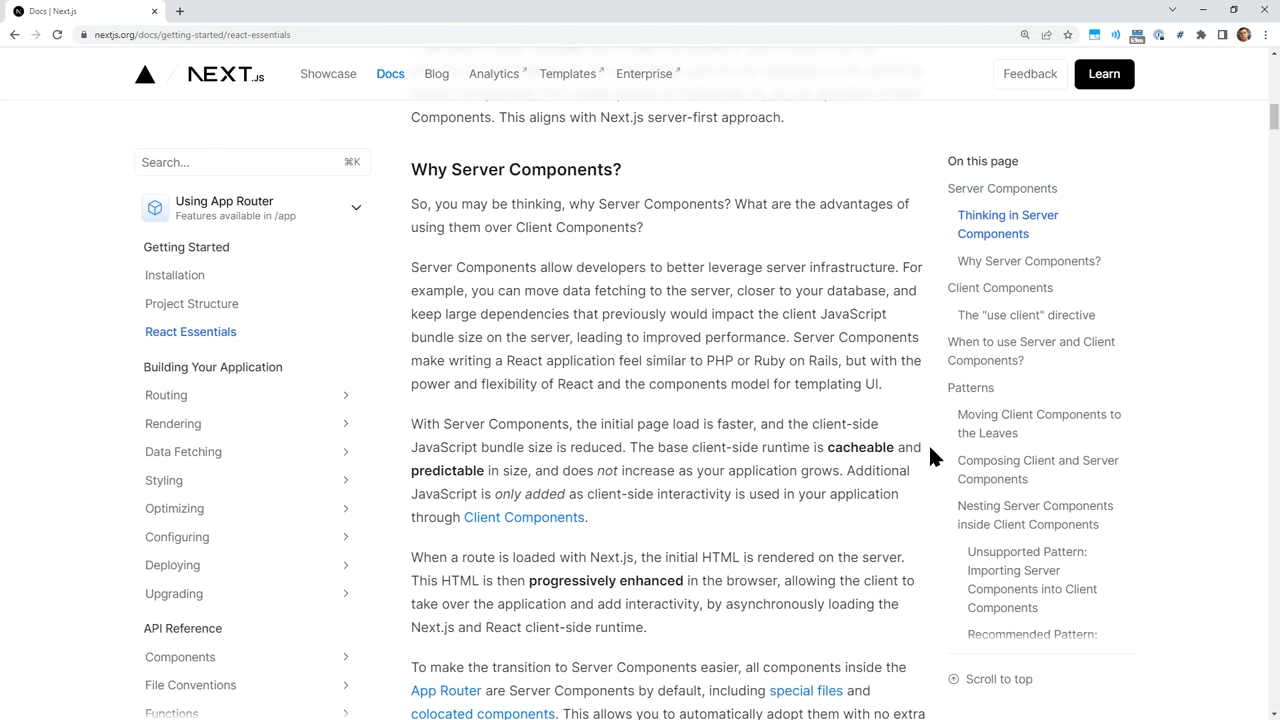 Docs | Next.js
nextjs.org/docs/getting-started/react-essentials
NEXT.JS
Showcase
Docs
Blog
Analytics
Templates
Enterprise
Feedback
Learn
Search...
⌘K
Using App Router
Features available in /app
Getting Started
Installation
Project Structure
React Essentials
Building Your Application
Routing
Rendering
Data Fetching
Styling
Optimizing
Configuring
Deploying
Upgrading
API Reference
Components
File Conventions
Functions
Components. This aligns with Next.js server-first approach.
Why Server Components?
So, you may be thinking, why Server Components? What are the advantages of
using them over Client Components?
Server Components allow developers to better leverage server infrastructure. For
example, you can move data fetching to the server, closer to your database, and
keep large dependencies that previously would impact the client JavaScript
bundle size on the server, leading to improved performance. Server Components
make writing a React application feel similar to PHP or Ruby on Rails, but with the
power and flexibility of React and the components model for templating UI.
With Server Components, the initial page load is faster, and the client-side
JavaScript bundle size is reduced. The base client-side runtime is cacheable and
predictable in size, and does not increase as your application grows. Additional
JavaScript is only added as client-side interactivity is used in your application
through Client Components.
When a route is loaded with Next.js, the initial HTML is rendered on the server.
This HTML is then progressively enhanced in the browser, allowing the client to
take over the application and add interactivity, by asynchronously loading the
Next.js and React client-side runtime.
To make the transition to Server Components easier, all components inside the
App Router are Server Components by default, including special files and
colocated components. This allows you to automatically adopt them with no extra
On this page
Server Components
Thinking in Server
Components
Why Server Components?
Client Components
The "use client" directive
When to use Server and Client
Components?
Patterns
Moving Client Components to
the Leaves
Composing Client and Server
Components
Nesting Server Components
inside Client Components
Unsupported Pattern:
Importing Server
Components into Client
Components
Recommended Pattern:
Scroll to top